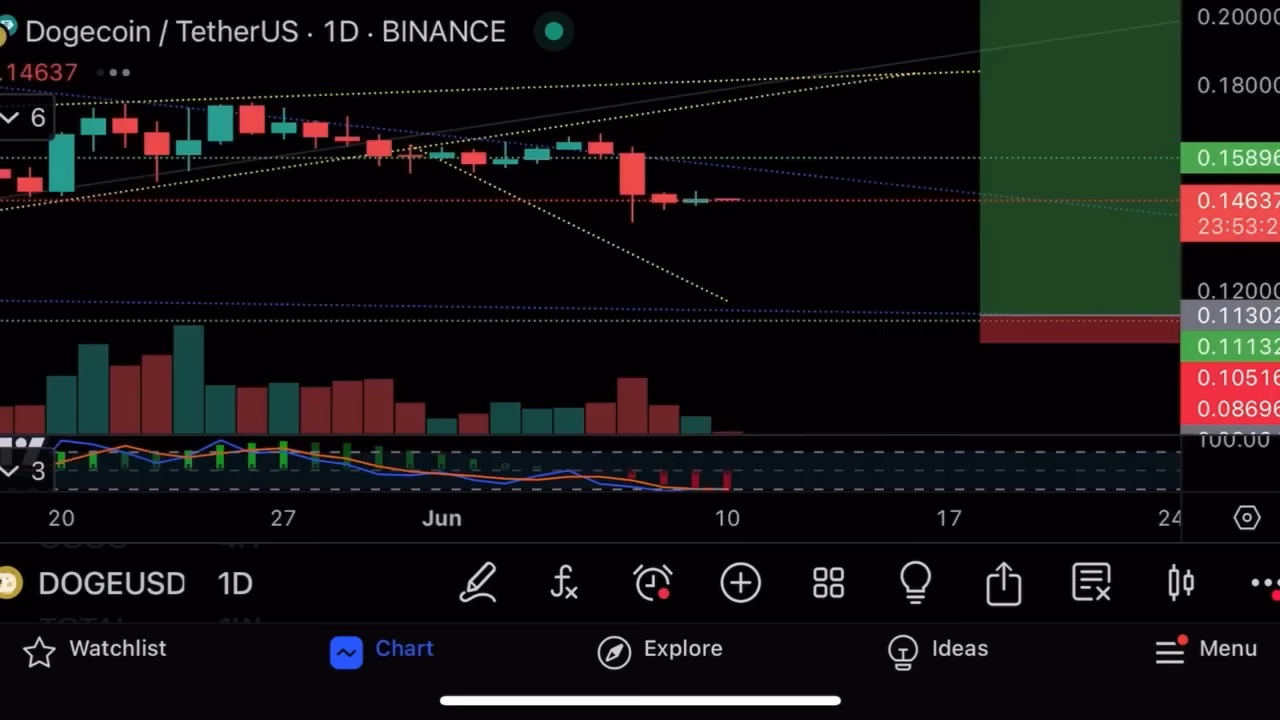 Dogecoin / TetherUS · 1D · BINANCE
.14637
6
0.20000
0.18000
0.15896
0.14637
23:53:2
0.12000
0.11302
0.11132
0.10516
0.08696
100.00
3
20 27 Jun 10 17 24
DOGEUSD 1D
TOTAL 1W
Watchlist Chart Explore Ideas Menu